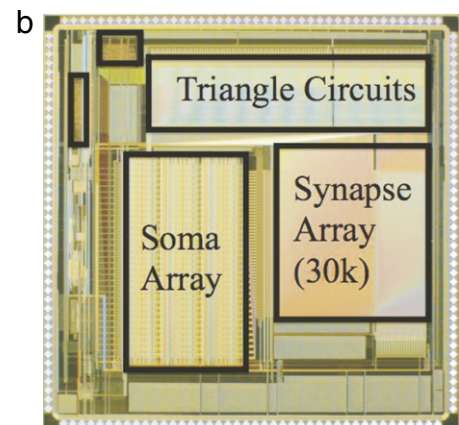 b
Triangle Circuits
Soma
Array
Synapse
Array
(30k)